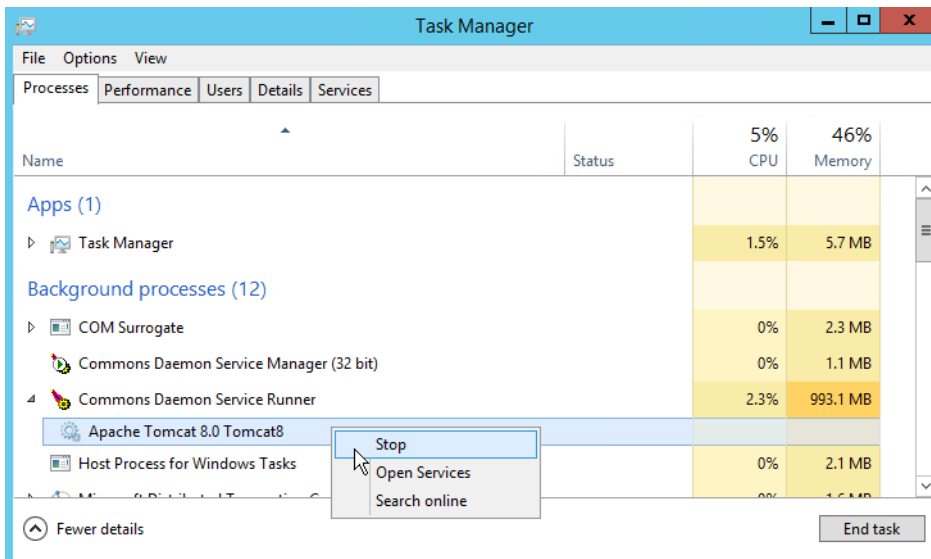 Task Manager
File Options View
Processes Performance Users Details Services
5% 46%
Name Status CPU Memory
Apps (1)
Task Manager 1.5% 5.7 MB
Background processes (12)
COM Surrogate 0% 2.3 MB
Commons Daemon Service Manager (32 bit) 0% 1.1 MB
Commons Daemon Service Runner 2.3% 993.1 MB
Apache Tomcat 8.0 Tomcat8
Stop
Open Services
Search online
Host Process for Windows Tasks 0% 2.1 MB
Fewer details End task